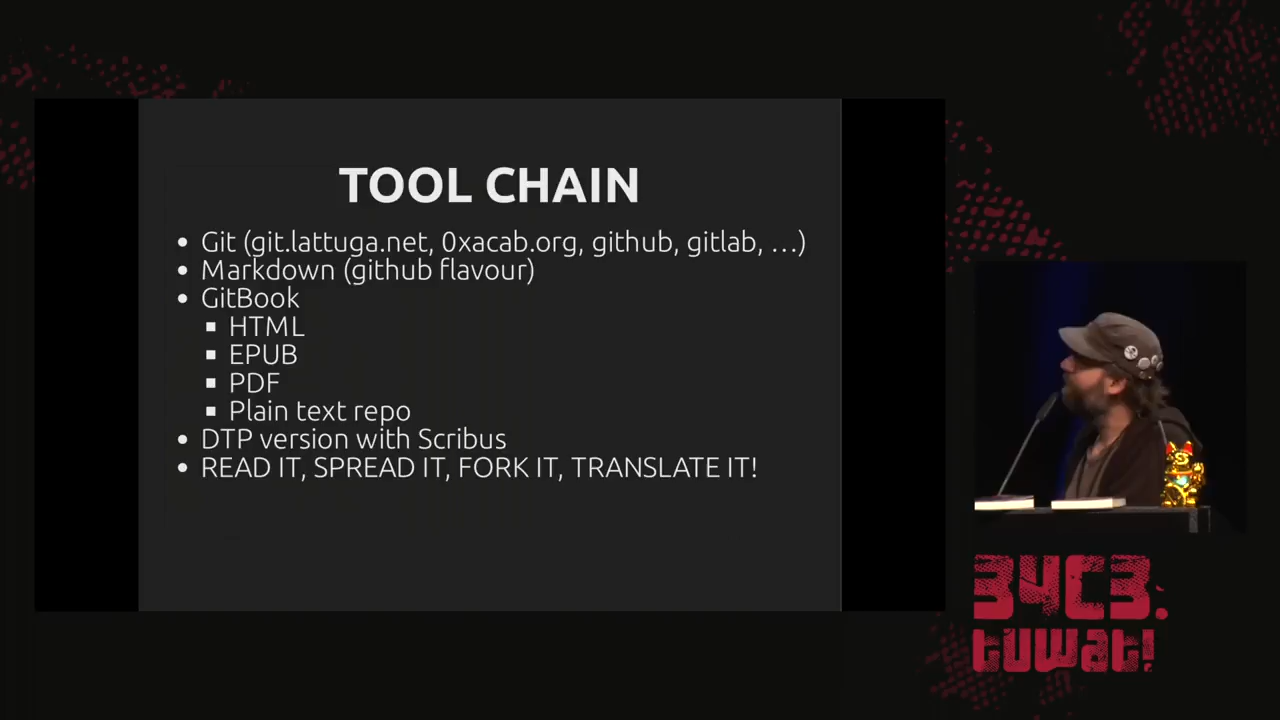 TOOL CHAIN
• Git (git.lattuga.net, 0xacab.org, github, gitlab, …)
• Markdown (github flavour)
• GitBook
▪ HTML
▪ EPUB
▪ PDF
▪ Plain text repo
• DTP version with Scribus
• READ IT, SPREAD IT, FORK IT, TRANSLATE IT!
34C3.
tuwat!